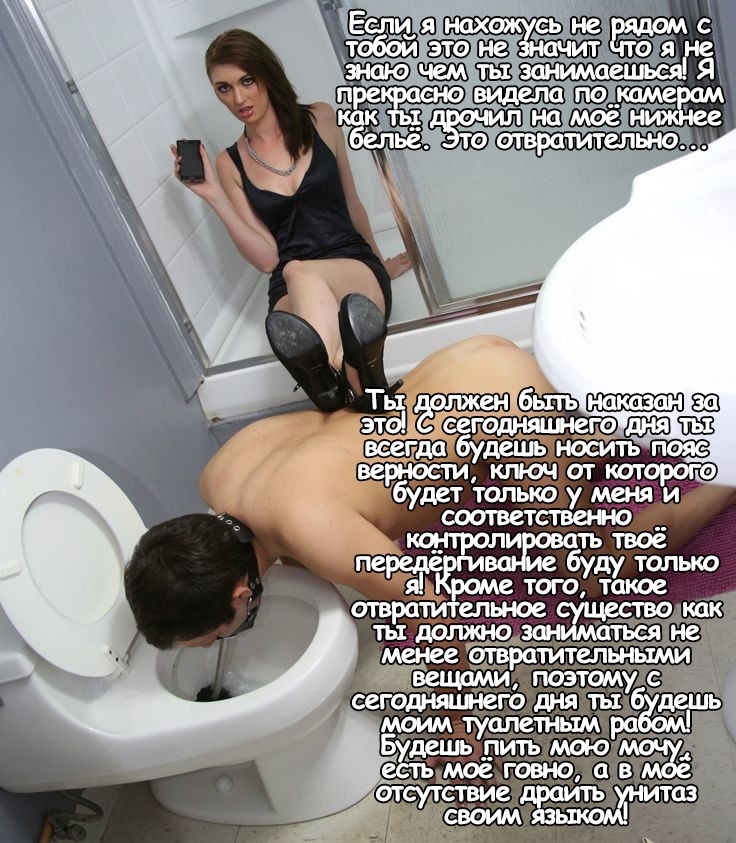 Если я нахожусь не рядом с
тобой это не значит что я не
знаю чем ты занимаешься! Я
прекрасно видела по камерам
как ты дрочил на моё нижнее
бельё. Это отвратительно...
Ты должен быть наказан за
это! С сегодняшнего дня ты
всегда будешь носить пояс
верности, ключ от которого
будет только у меня и
соответственно
контролировать твоё
передёргивание буду только
я! Кроме того, такое
отвратительное существо как
ты должно заниматься не
менее отвратительными
вещами, поэтому с
сегодняшнего дня ты будешь
моим туалетным рабом!
Будешь пить мою мочу,
есть моё говно, а в моё
отсутствие драить унитаз
своим языком!